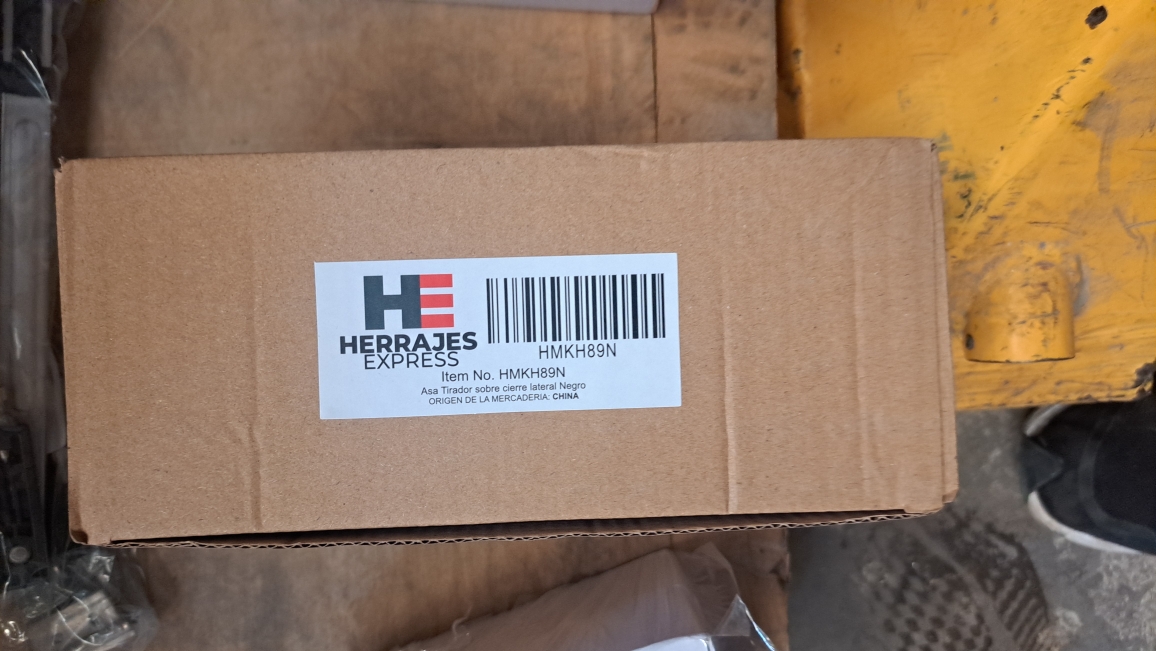 HE
HERRAJES
EXPRESS
HMKH89N
Item No. HMKH89N
Asa Tirador sobre cierre lateral Negro
ORIGEN DE LA MERCADERIA: CHINA